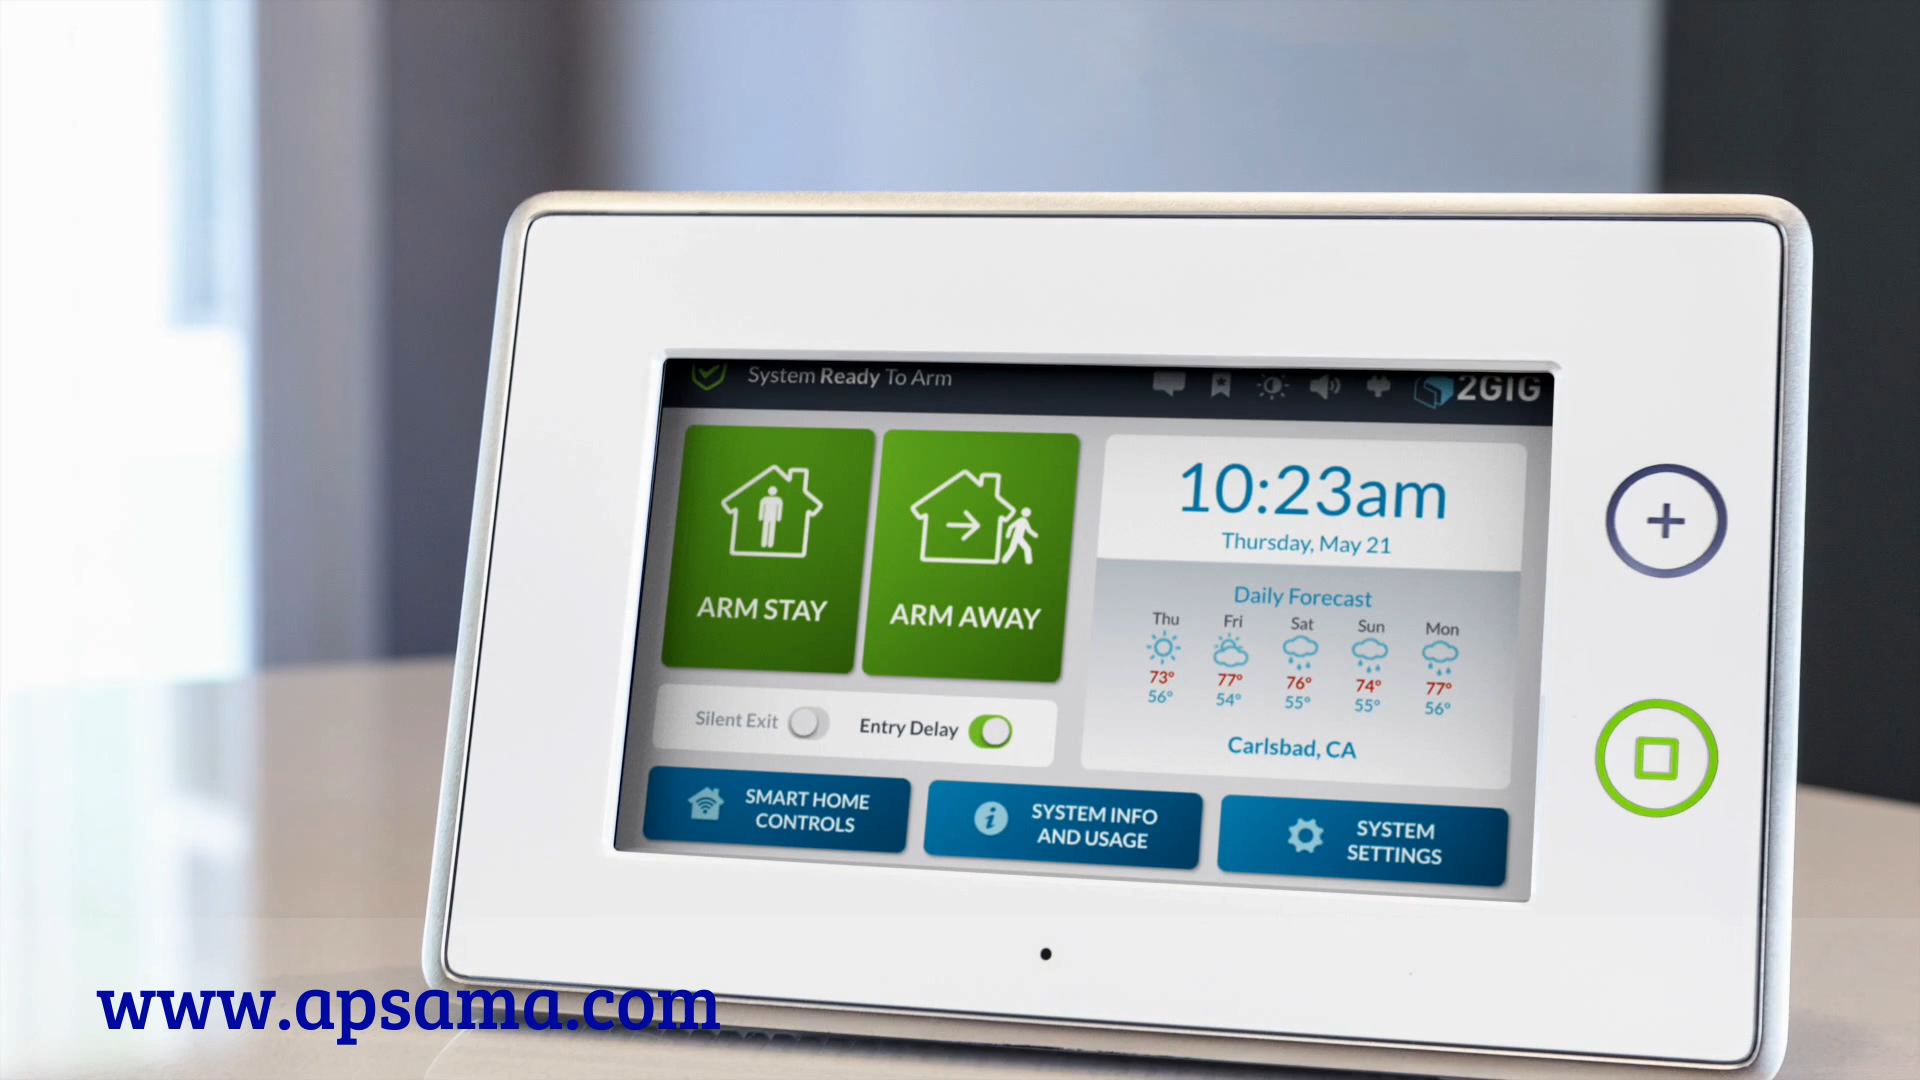 System Ready To Arm
2GIG
ARM STAY
ARM AWAY
10:23am
Thursday, May 21
Daily Forecast
Thu Fri Sat Sun Mon
73° 77° 76° 74° 77°
56° 54° 55° 55° 56°
Carlsbad, CA
Silent Exit
Entry Delay
SMART HOME
CONTROLS
SYSTEM INFO
AND USAGE
SYSTEM
SETTINGS
www.apsama.com